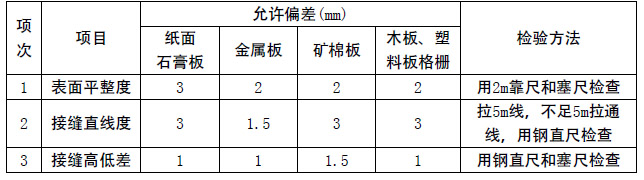 项次 项目 允许偏差(mm) 检验方法
纸面石膏板 金属板 矿棉板 木板、塑料板格栅
1 表面平整度 3 2 2 2 用2m靠尺和塞尺检查
2 接缝直线度 3 1.5 3 3 拉5m线，不足5m拉通
线，用钢直尺检查
3 接缝高低差 1 1 1.5 1 用钢直尺和塞尺检查